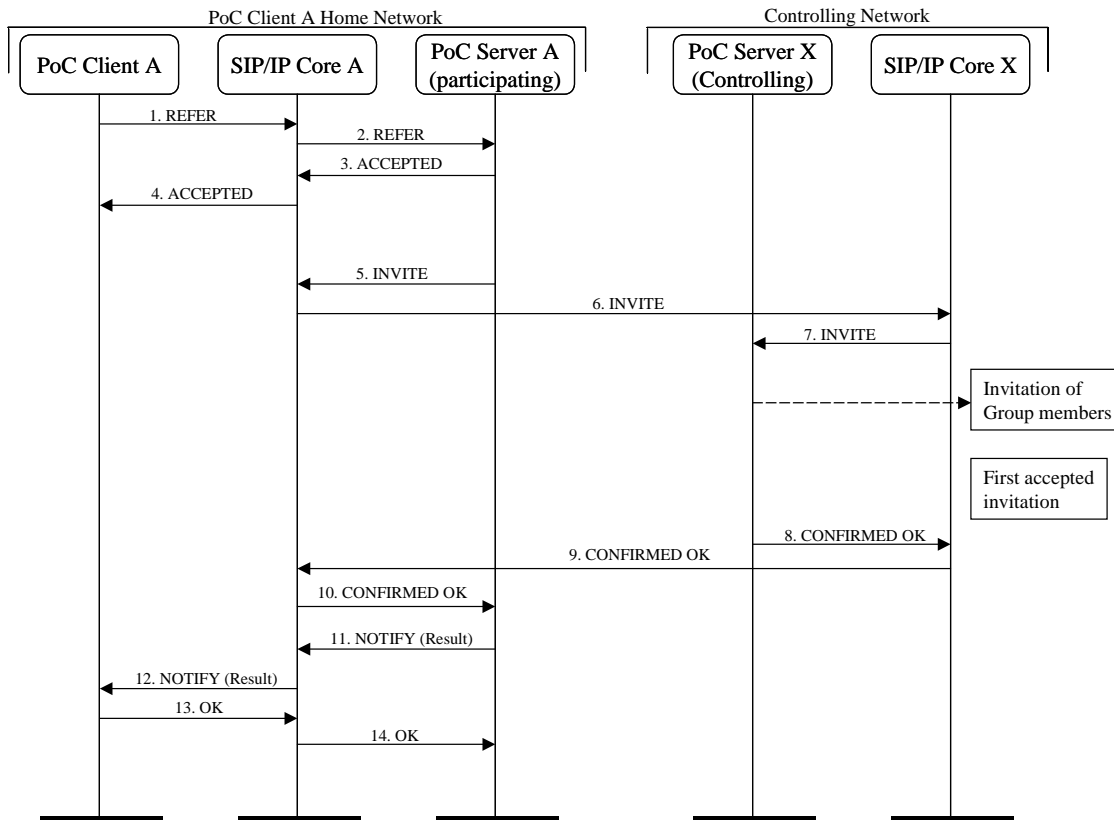 PoC Client A Home Network
Controlling Network
PoC Client A
SIP/IP Core A
PoC Server A
(participating)
PoC Server X
(Controlling)
SIP/IP Core X
1. REFER
2. REFER
3. ACCEPTED
4. ACCEPTED
5. INVITE
6. INVITE
7. INVITE
Invitation of
Group members
First accepted
invitation
8. CONFIRMED OK
9. CONFIRMED OK
10. CONFIRMED OK
11. NOTIFY (Result)
12. NOTIFY (Result)
13. OK
14. OK